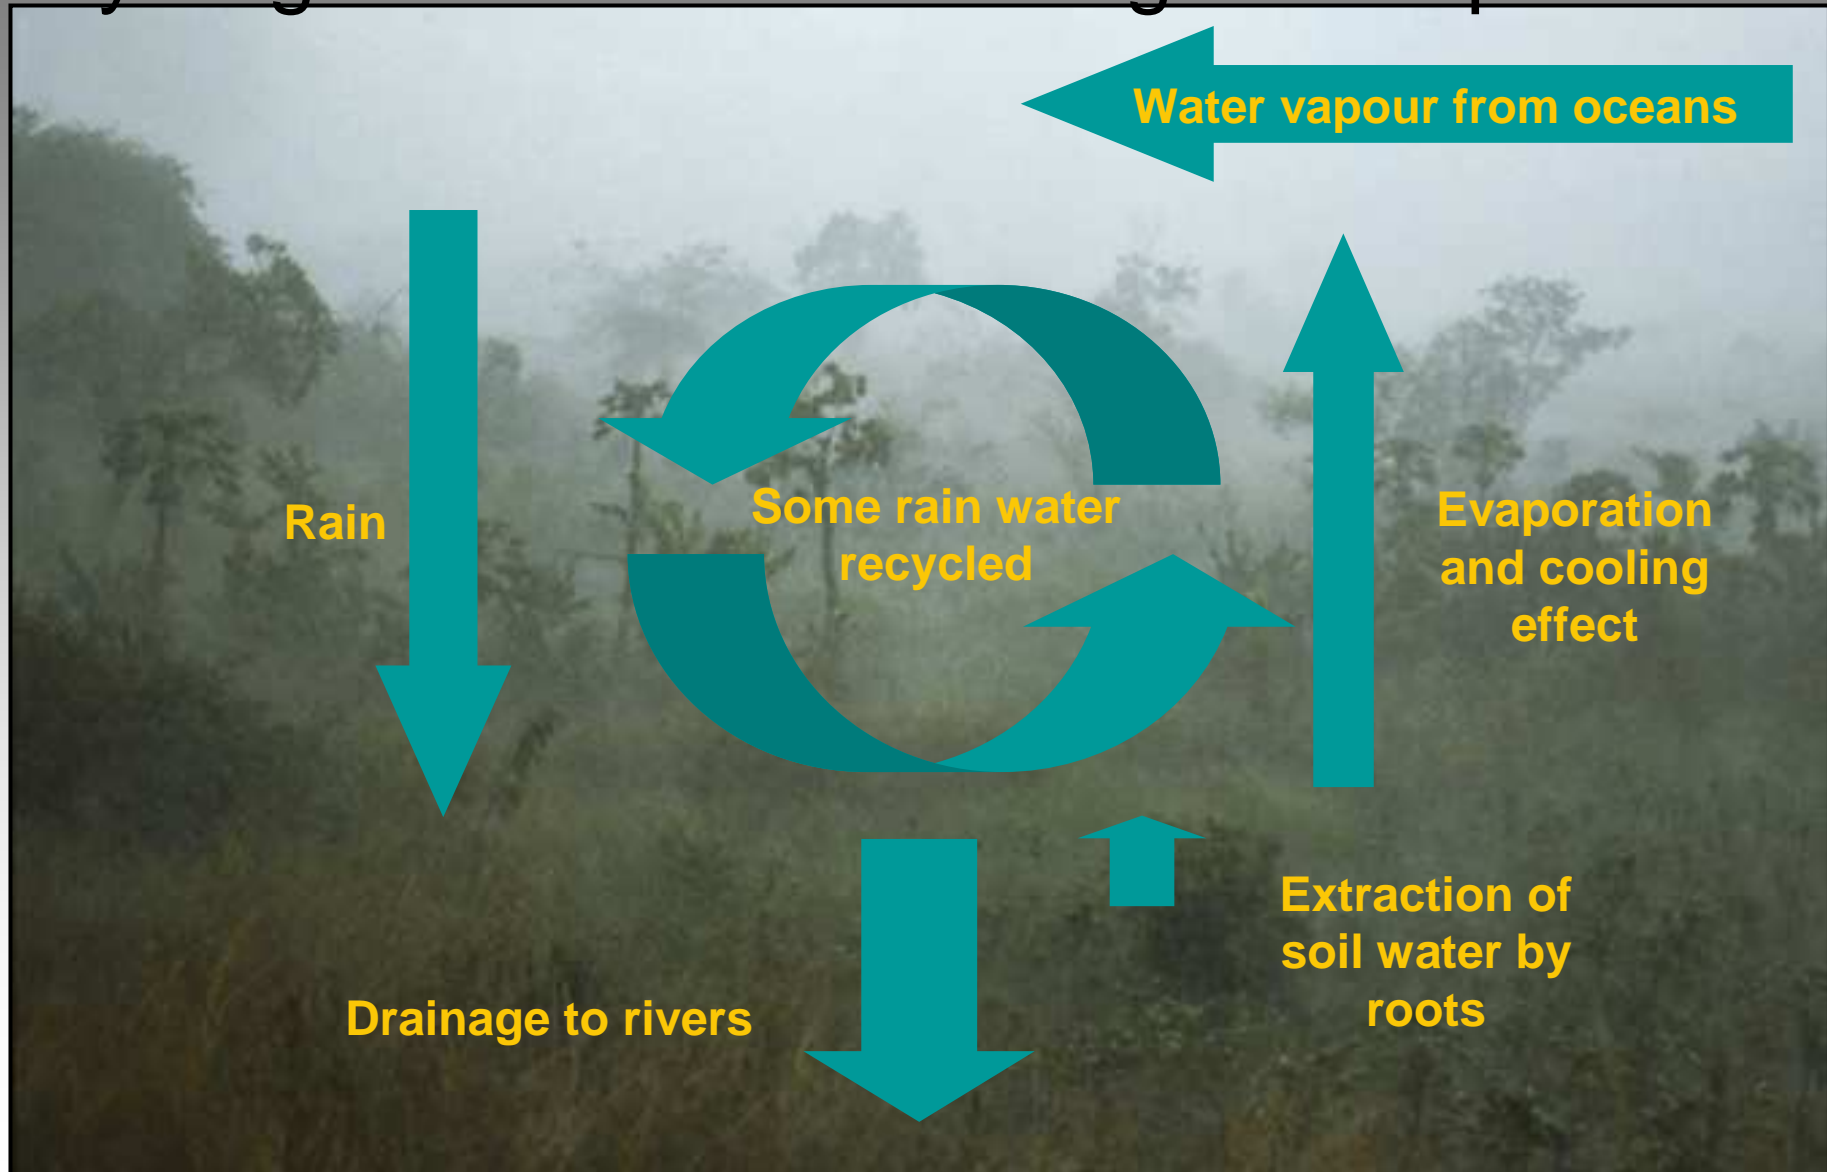 Water vapour from oceans
Rain
Some rain water
recycled
Evaporation
and cooling
effect
Extraction of
soil water by
roots
Drainage to rivers